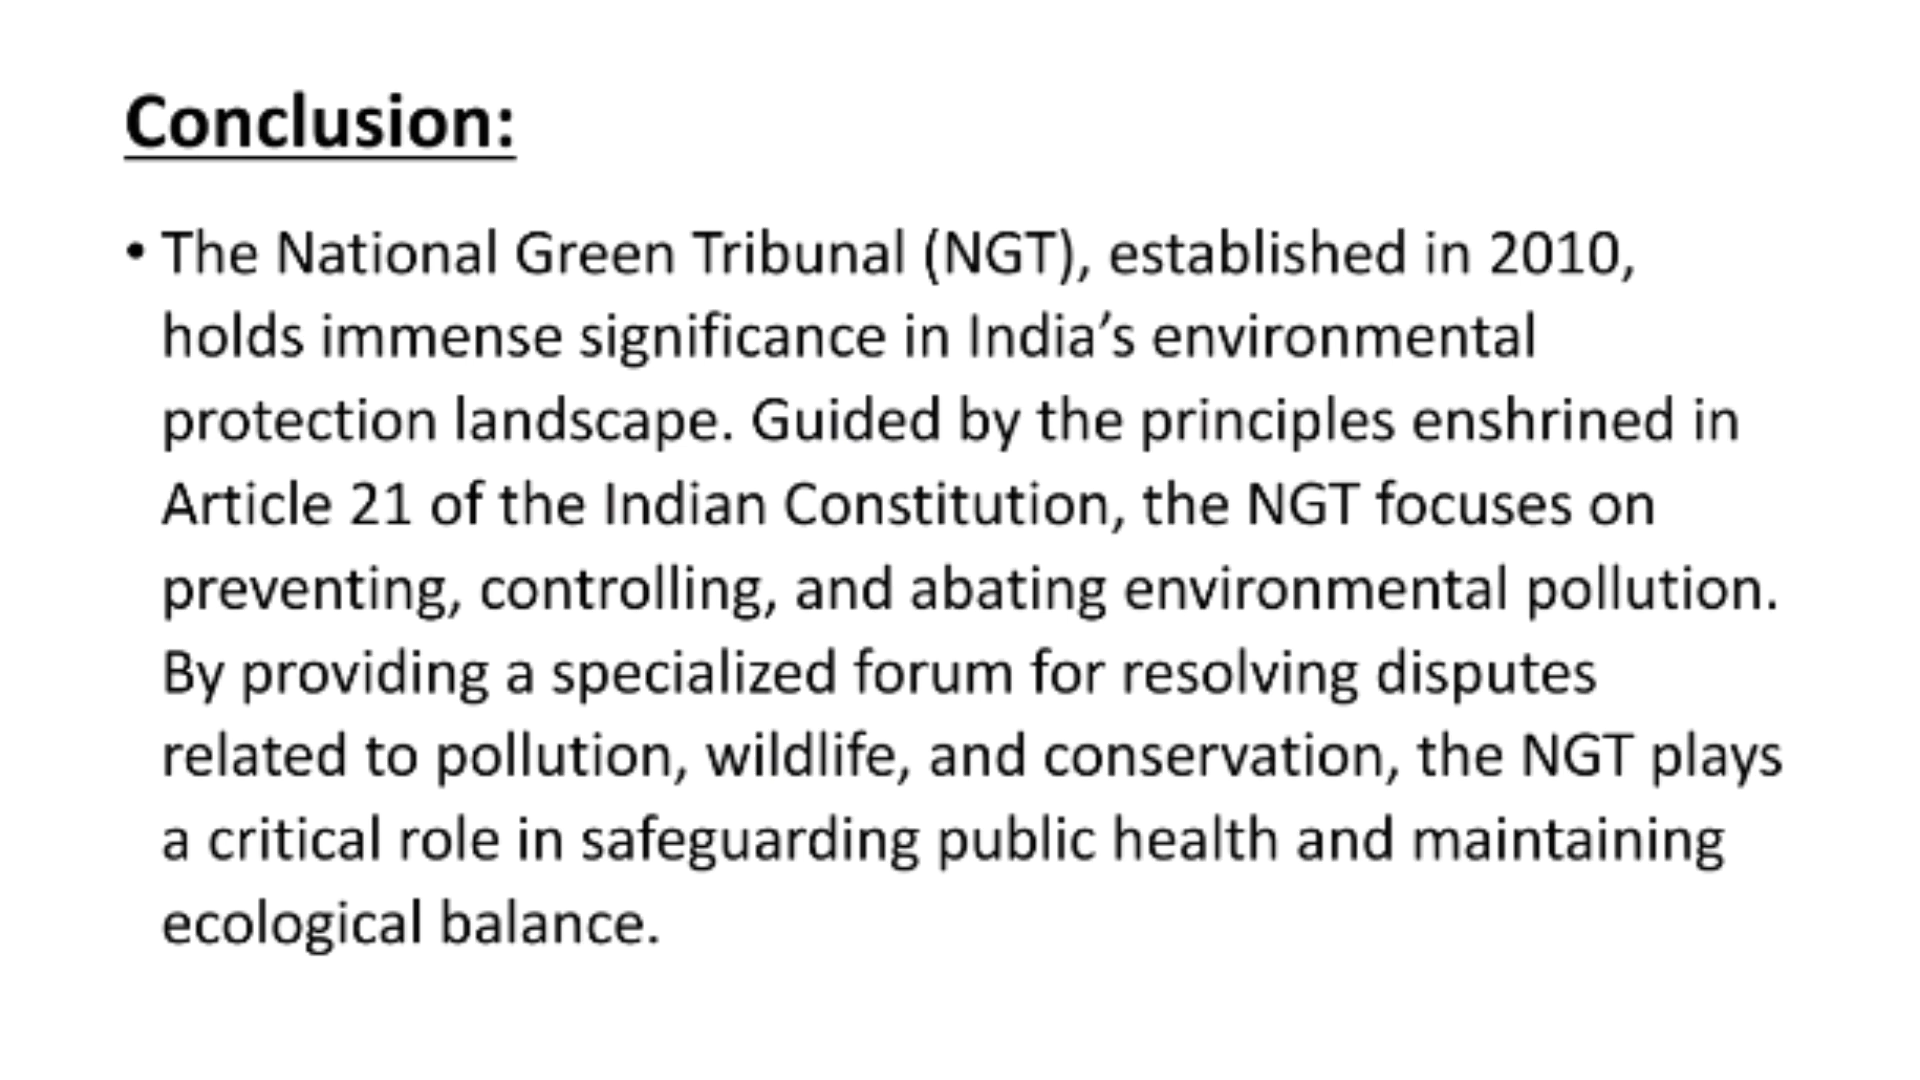 Conclusion:
• The National Green Tribunal (NGT), established in 2010,
holds immense significance in India’s environmental
protection landscape. Guided by the principles enshrined in
Article 21 of the Indian Constitution, the NGT focuses on
preventing, controlling, and abating environmental pollution.
By providing a specialized forum for resolving disputes
related to pollution, wildlife, and conservation, the NGT plays
a critical role in safeguarding public health and maintaining
ecological balance.